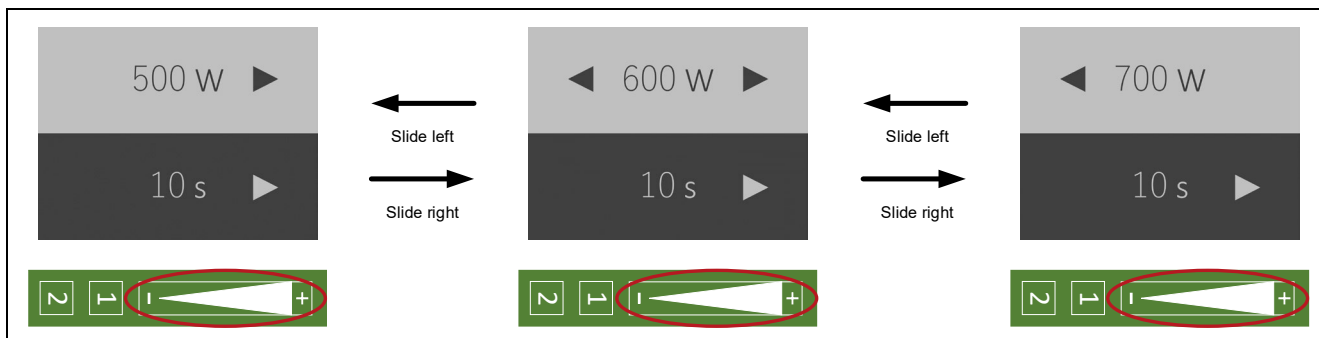 500 W ▶
◀ 600 W ▶
◀ 700 W
Slide left
Slide left
10 s ▶
10 s ▶
10 s ▶
Slide right
Slide right
2 1 - +
2 1 - +
2 1 - +